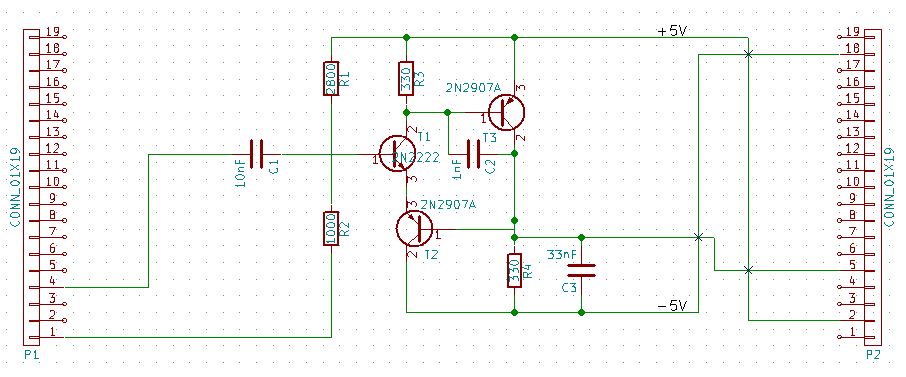 19
18
17
16
15
14
13
12
11
10
9
8
7
6
5
4
3
2
1
CONN_01X19
P1
10nF
C1
2800
R1
1000
R2
330
R3
T1
2N2222
2
1
3
2N2907A
3
1
2
T2
2N2907A
3
1
2
T3
1nF
C2
330
R4
33nF
C3
+5V
-5V
19
18
17
16
15
14
13
12
11
10
9
8
7
6
5
4
3
2
1
CONN_01X19
P2